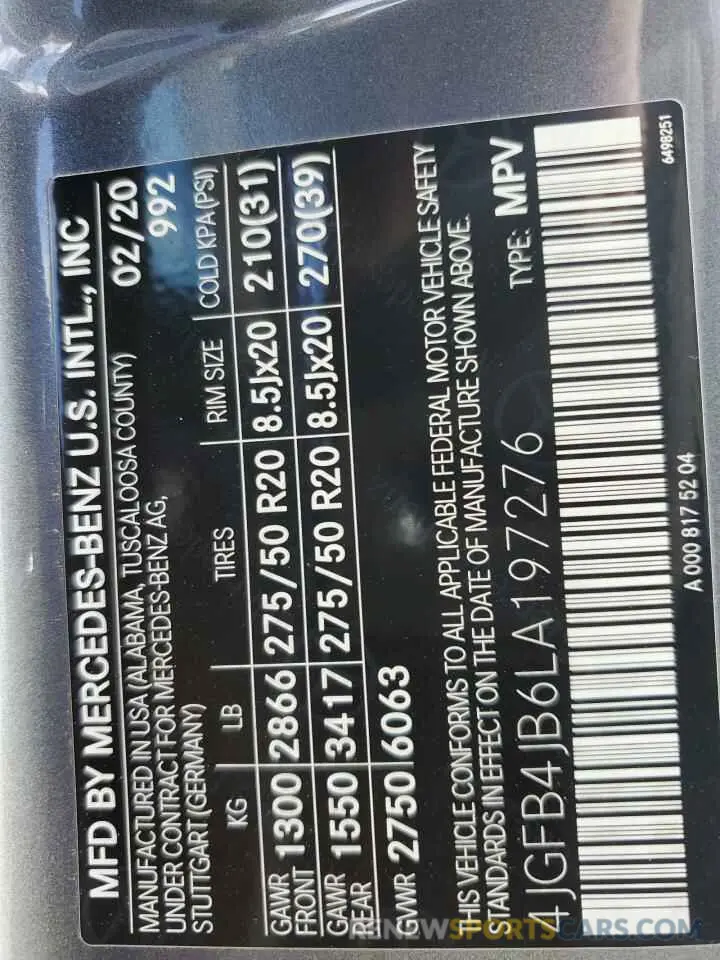 MFD BY MERCEDES-BENZ U.S. INTL., INC
MANUFACTURED IN USA (ALABAMA, TUSCALOOSA COUNTY) 02/20
UNDER CONTRACT FOR MERCEDES-BENZ AG, 992
STUTTGART (GERMANY)
KG LB TIRES RIM SIZE COLD KPA (PSI)
GAWR FRONT 1300 2866 275/50 R20 8.5Jx20 210(31)
GAWR REAR 1550 3417 275/50 R20 8.5Jx20 270(39)
GVWR 2750 6063
THIS VEHICLE CONFORMS TO ALL APPLICABLE FEDERAL MOTOR VEHICLE SAFETY
STANDARDS IN EFFECT ON THE DATE OF MANUFACTURE SHOWN ABOVE.
4JGFB4JB6LA197276 TYPE: MPV
A 000 817 52 04 6498251
RENEWSPORTSCARS.COM